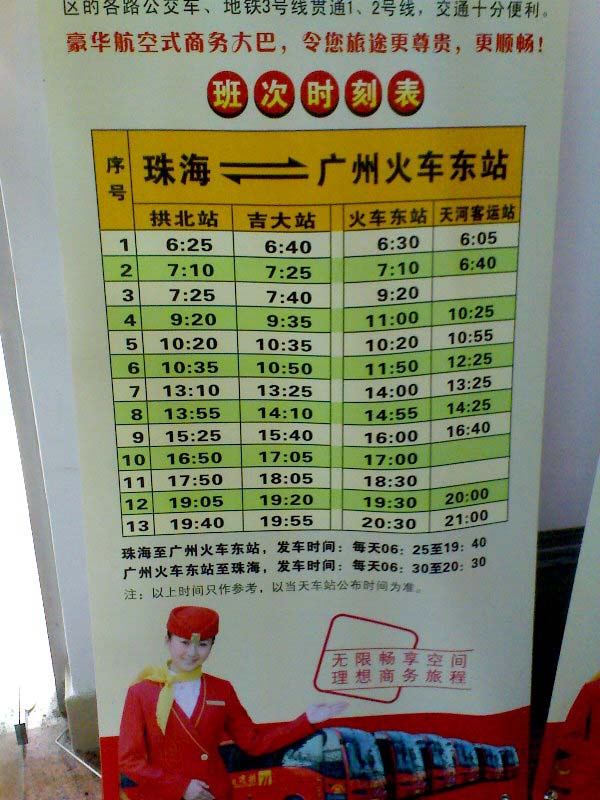 区的各路公交车、地铁3号线贯通1、2号线，交通十分便利。
豪华航空式商务大巴，令您旅途更尊贵，更顺畅！
班次时刻表
序号 珠海 广州火车东站
拱北站 吉大站 火车东站 天河客运站
1 6:25 6:40 6:30 6:05
2 7:10 7:25 7:10 6:40
3 7:25 7:40 9:20
4 9:20 9:35 11:00 10:25
5 10:20 10:35 10:20 10:55
6 10:35 10:50 11:50 12:25
7 13:10 13:25 14:00 13:25
8 13:55 14:10 14:55 14:25
9 15:25 15:40 16:00 16:40
10 16:50 17:05 17:00
11 17:50 18:05 18:30
12 19:05 19:20 19:30 20:00
13 19:40 19:55 20:30 21:00
珠海至广州火车东站，发车时间：每天06：25至19：40
广州火车东站至珠海，发车时间：每天06：30至20：30
注：以上时间只作参考，以当天车站公布时间为准。
无限畅享空间
理想商务旅程